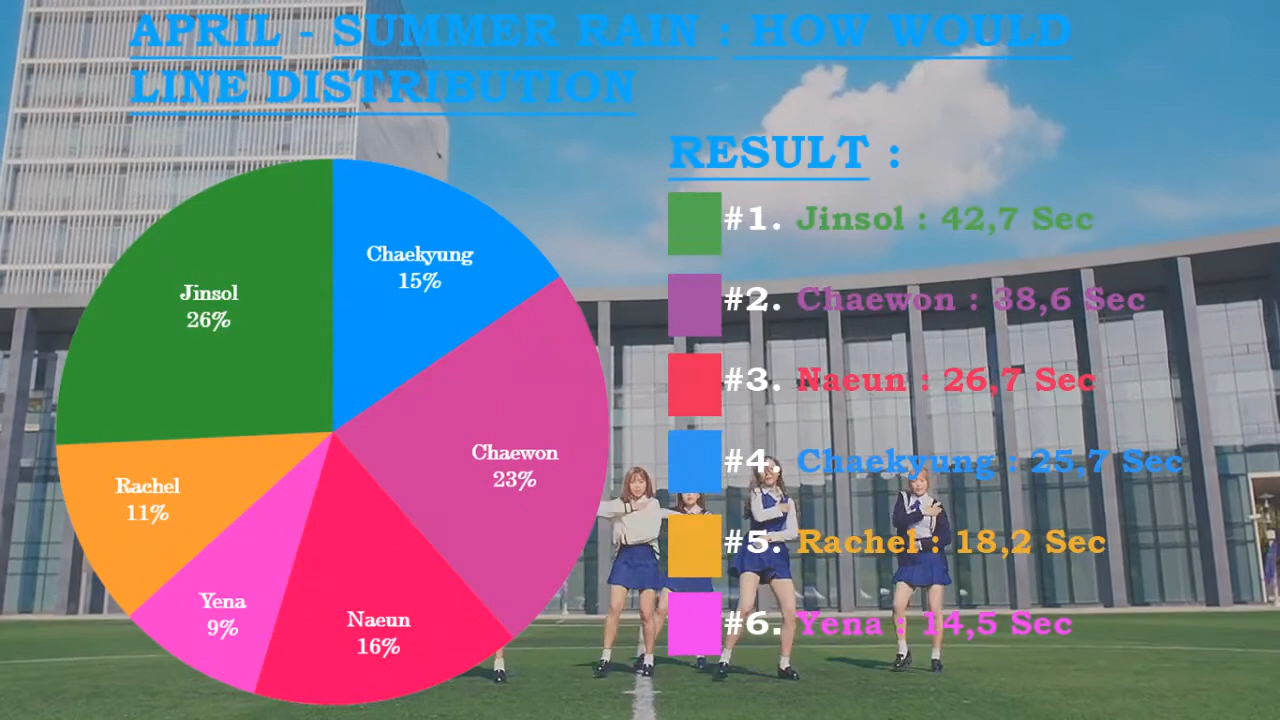 APRIL - SUMMER RAIN : HOW WOULD
LINE DISTRIBUTION
RESULT :
#1. Jinsol : 42,7 Sec
#2. Chaewon : 38,6 Sec
#3. Naeun : 26,7 Sec
#4. Chaekyung : 25,7 Sec
#5. Rachel : 18,2 Sec
#6. Yena : 14,5 Sec
Chaekyung
15%
Jinsol
26%
Chaewon
23%
Rachel
11%
Yena
9%
Naeun
16%